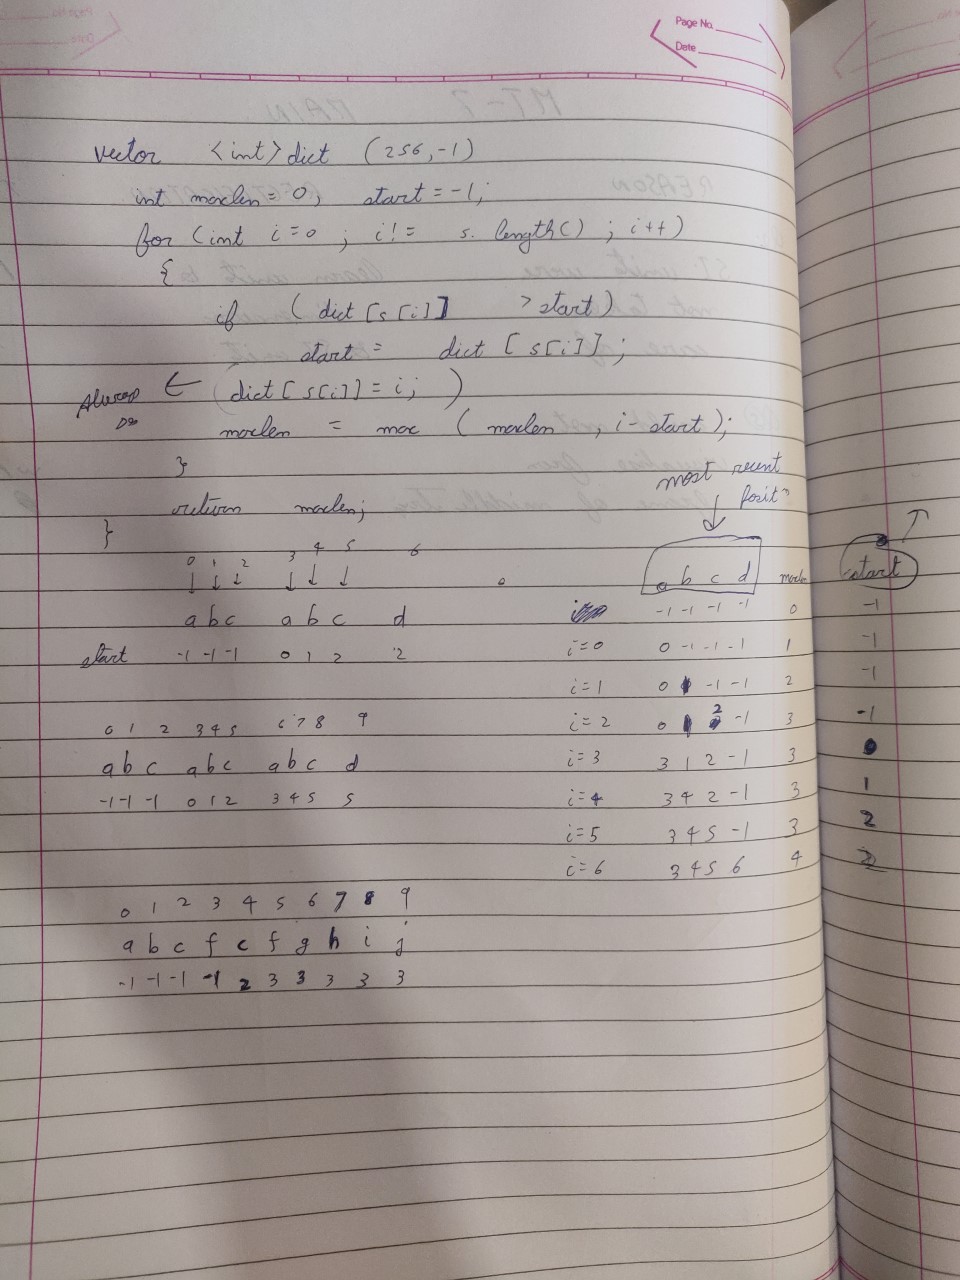 Page No.
Date
vector <int> dict (256,-1)
int maxlen = 0, start = -1;
for (int i=0 ; i != s.length() ; i++)
{
if (dict[s[i]] > start)
start = dict[s[i]];
(dict[s[i]] = i; )
maxlen = max (maxlen, i-start);
}
return maxlen;
}
most recent
0 1 2 3 4 5 6
a b c a b c d
start -1 -1 -1 0 1 2 2
0 1 2 3 4 5 6 7 8 9
a b c a b c a b c d
-1 -1 -1 0 1 2 3 4 5 5
a b c d maxlen start
-1 -1 -1 -1 0 -1
i=0 0 -1 -1 -1 1 -1
i=1 0 1 -1 -1 2 -1
i=2 0 1 2 -1 3 -1
i=3 3 1 2 -1 3 0
i=4 3 4 2 -1 3 1
i=5 3 4 5 -1 3 2
i=6 3 4 5 6 4 2
0 1 2 3 4 5 6 7 8 9
a b c f c f g h i j
-1 -1 -1 -1 2 3 3 3 3 3